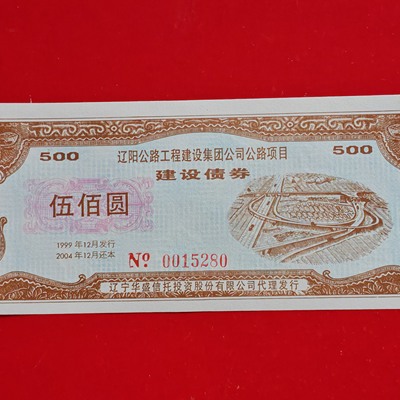 500 辽阳公路工程建设集团公司公路项目 500
建设债券
伍佰圆
1999年12月发行
2004年12月还本
Nº 0015280
辽宁华盛信托投资股份有限公司代理发行